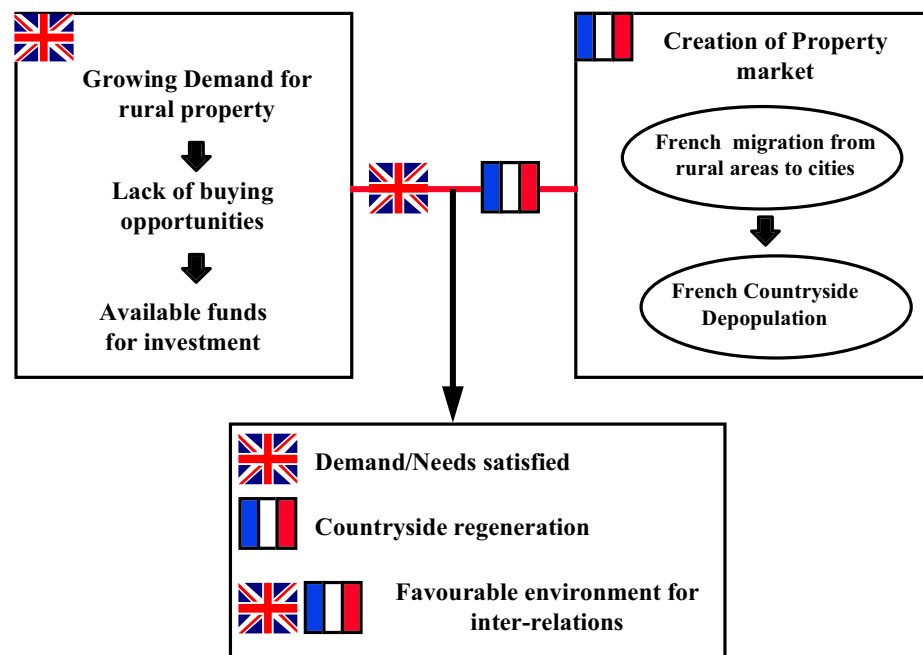 Growing Demand for
rural property
Lack of buying
opportunities
Available funds
for investment
Creation of Property
market
French migration from
rural areas to cities
French Countryside
Depopulation
Demand/Needs satisfied
Countryside regeneration
Favourable environment for
inter-relations